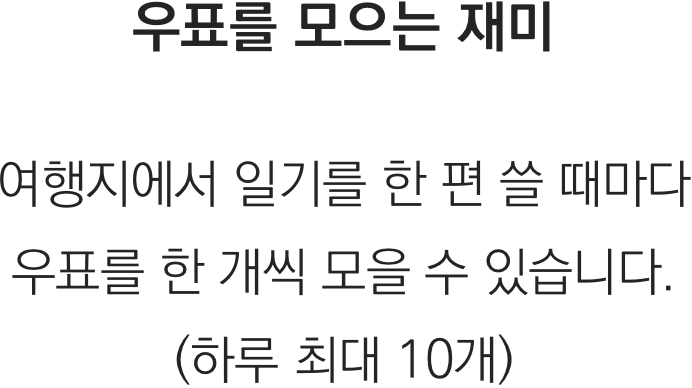 우표를 모으는 재미
여행지에서 일기를 한 편 쓸 때마다
우표를 한 개씩 모을 수 있습니다.
(하루 최대 10개)